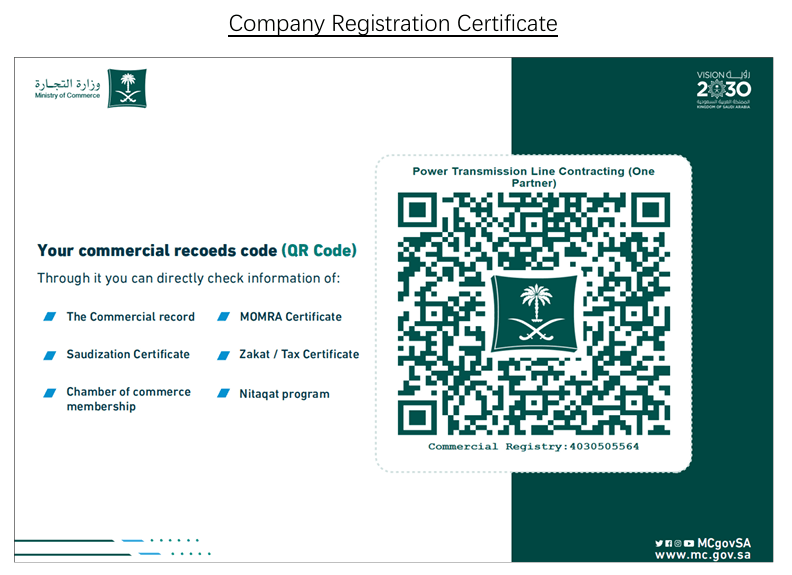 Company Registration Certificate
وزارة التجـارة
Ministry of Commerce
VISION رؤيــة
2030
المملكة العربية السعودية
KINGDOM OF SAUDI ARABIA
Power Transmission Line Contracting (One
Partner)
Your commercial recoeds code (QR Code)
Through it you can directly check information of:
The Commercial record
MOMRA Certificate
Saudization Certificate
Zakat / Tax Certificate
Chamber of commerce
membership
Nitaqat program
Commercial Registry:4030505564
MCgovSA
www.mc.gov.sa